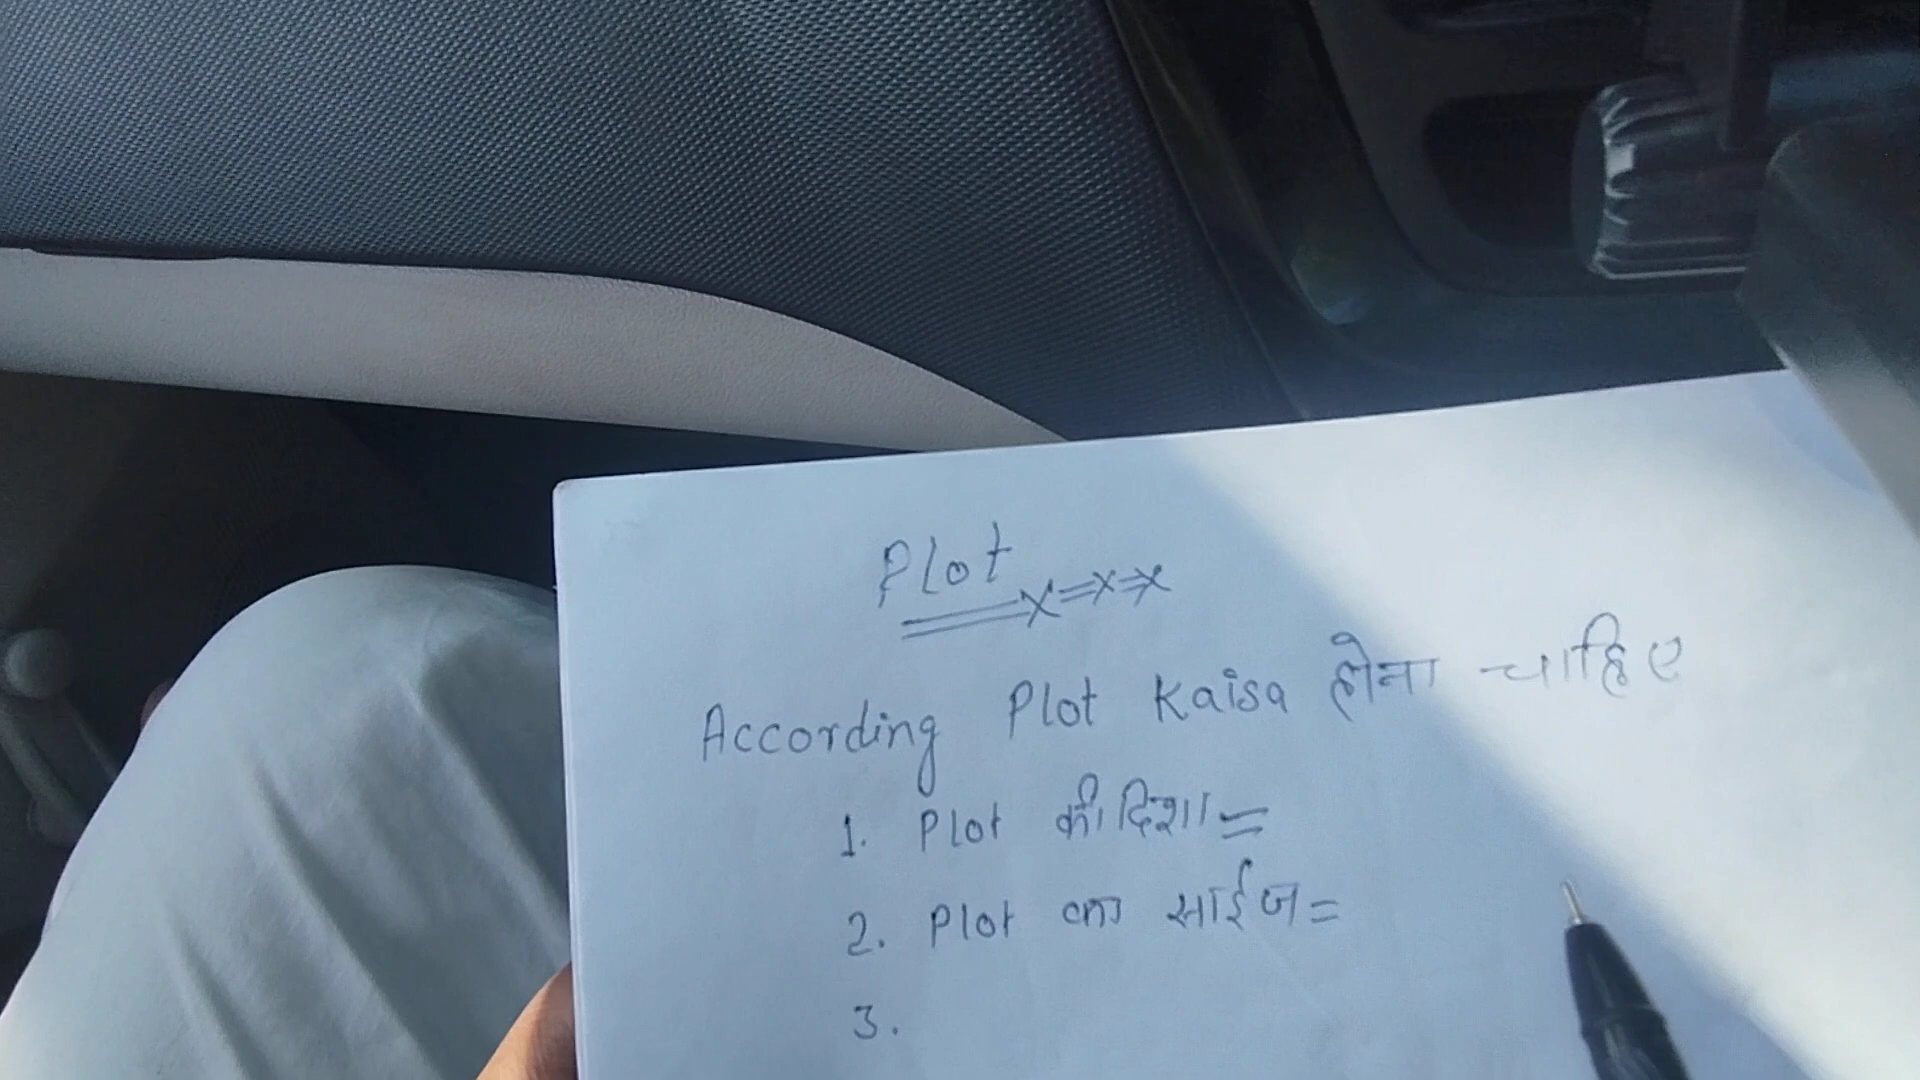 Plot
According Plot Kaisa होना चाहिए
1. Plot की दिशा =
2. Plot का साईज =
3.